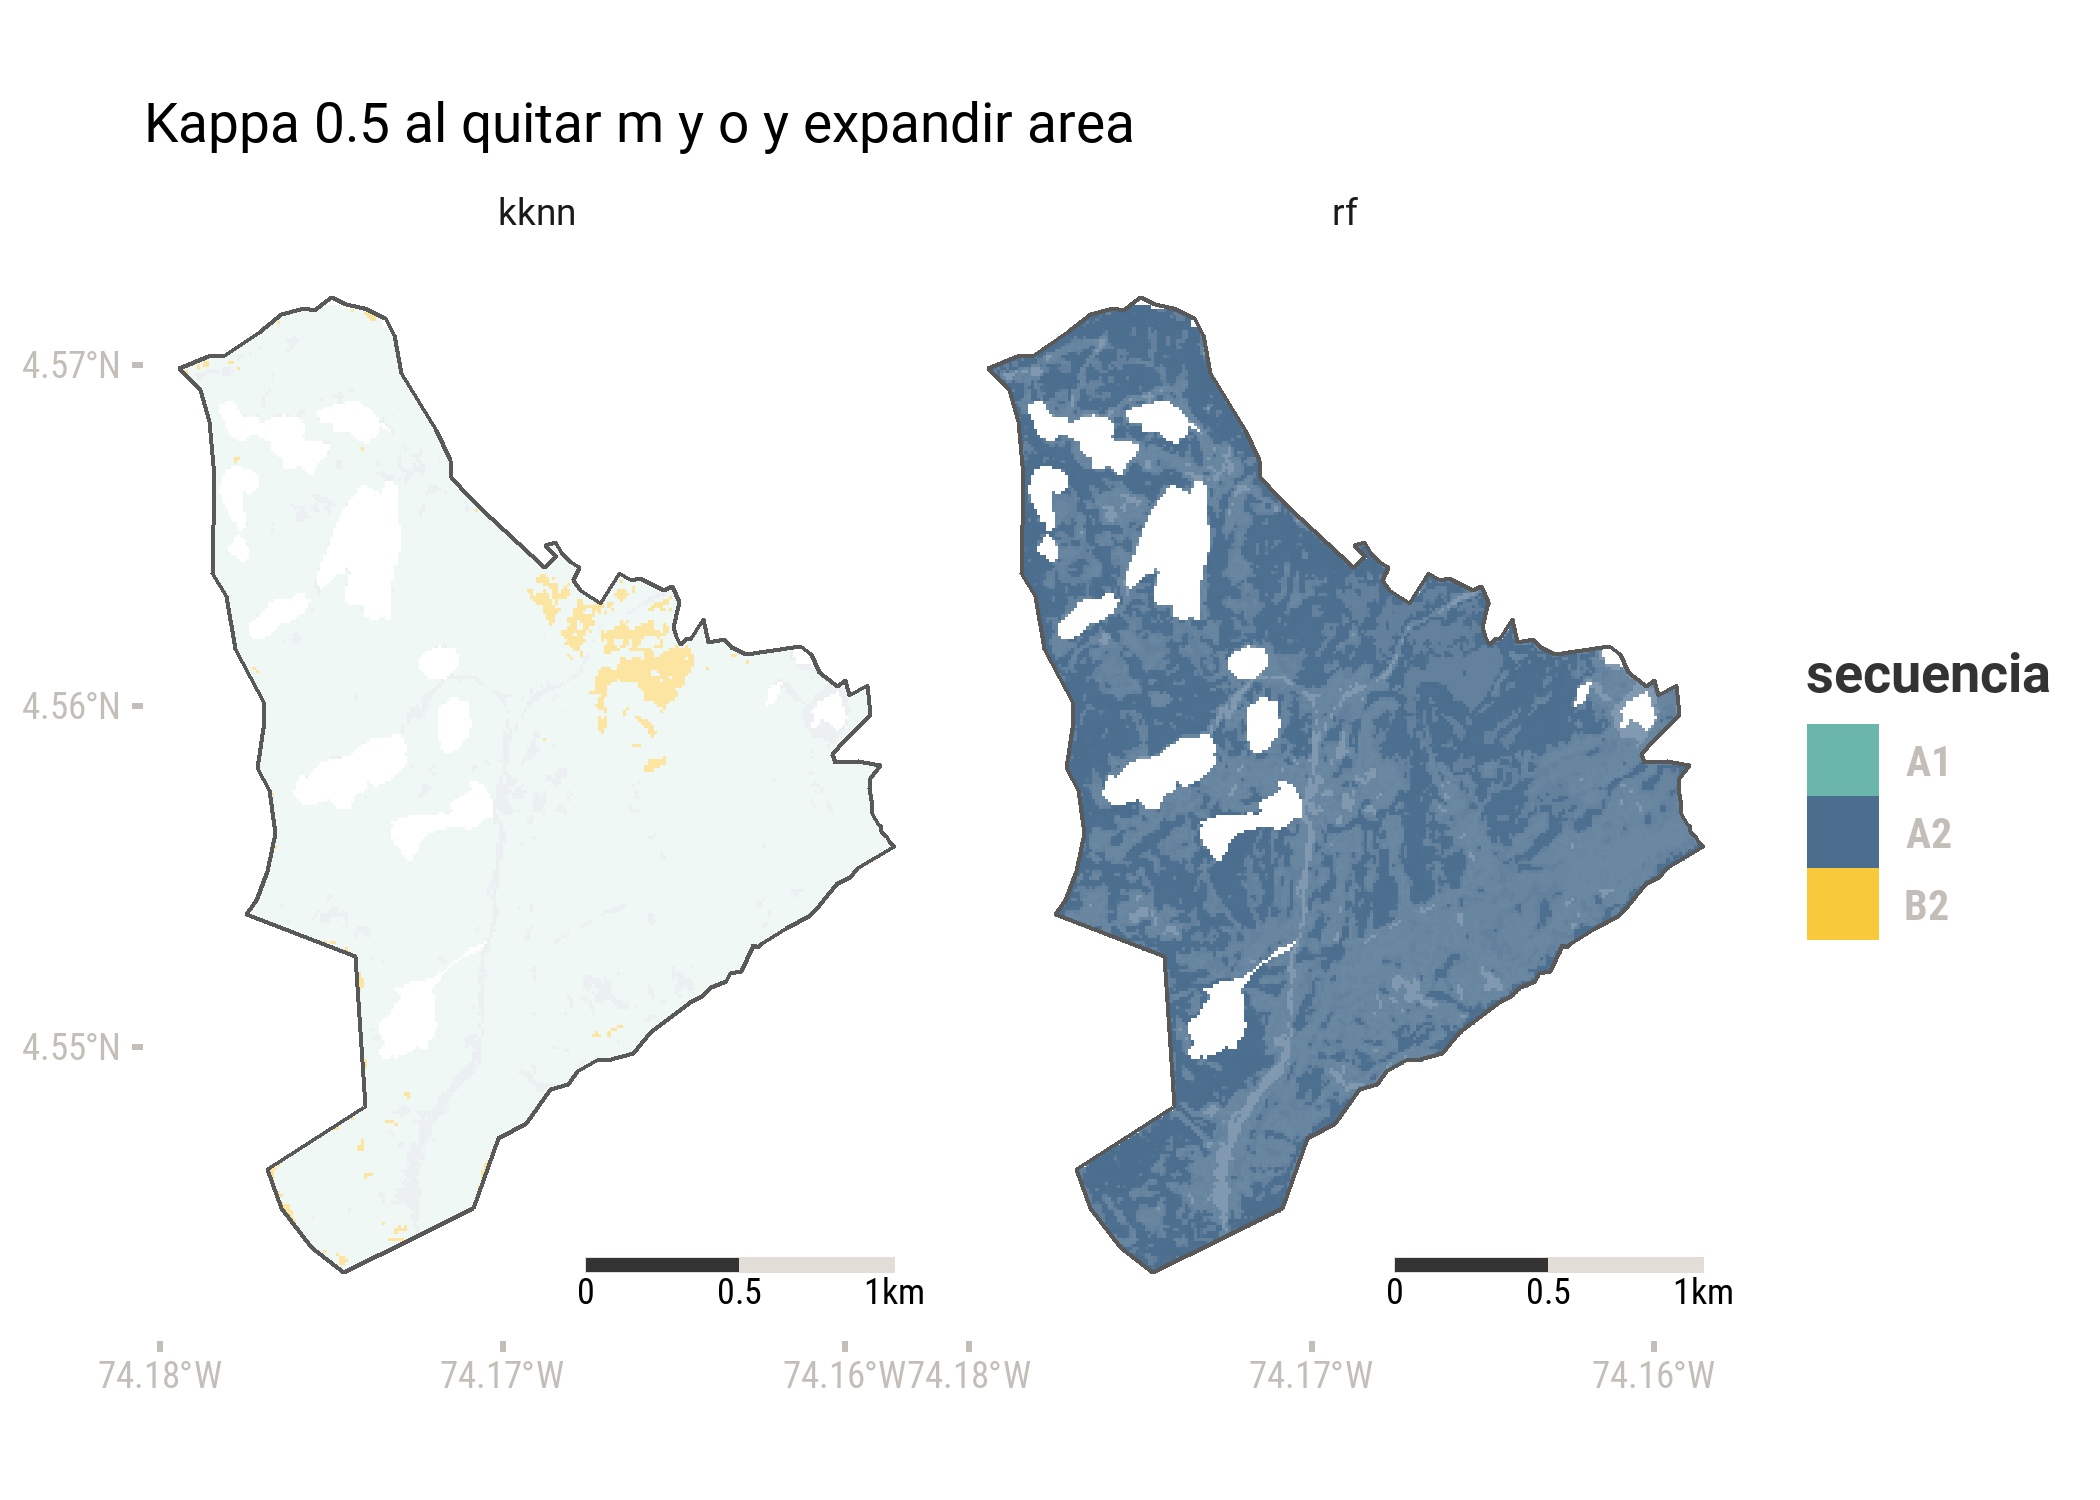 Kappa 0.5 al quitar m y o y expandir area
kknn
rf
4.57°N
4.56°N
4.55°N
secuencia
A1
A2
B2
0 0.5 1km
0 0.5 1km
74.18°W 74.17°W 74.16°W 74.18°W 74.17°W 74.16°W